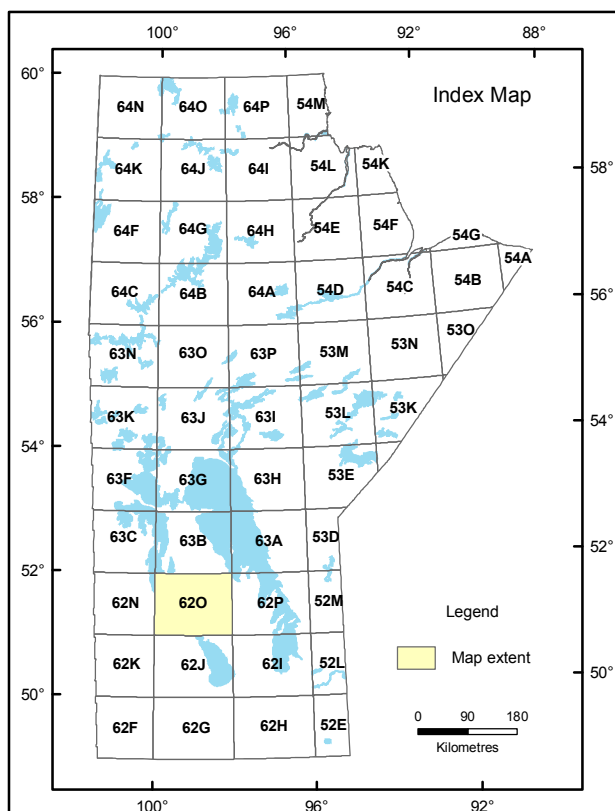 100° 96° 92° 88°
60°
Index Map
64N 64O 64P 54M
64K 64J 64I 54L 54K
58° 58°
64F 64G 64H 54E 54F
54G
54A
64C 64B 64A 54D 54C 54B
56° 56°
63N 63O 63P 53M 53N 53O
63K 63J 63I 53L 53K
54° 54°
63F 63G 63H 53E
63C 63B 63A 53D
52° 52°
62N 62O 62P 52M
Legend
Map extent
62K 62J 62I 52L
50° 50°
62F 62G 62H 52E
0 90 180
Kilometres
100° 96° 92°